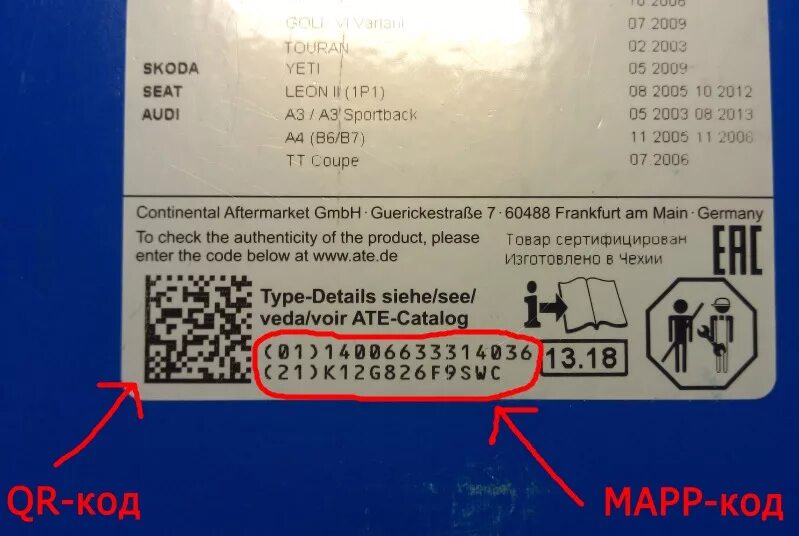 10 2006
GOLF VI Variant 07 2009
TOURAN 02 2003
SKODA YETI 05 2009
SEAT LEON II (1P1) 08 2005 10 2012
AUDI A3 / A3 Sportback 05 2003 08 2013
A4 (B6/B7) 11 2005 11 2006
TT Coupe 07 2006
Continental Aftermarket GmbH · Guerickestraße 7 · 60488 Frankfurt am Main · Germany
To check the authenticity of the product, please
enter the code below at www.ate.de
Товар сертифицирован
Изготовлено в Чехии
EAC
Type-Details siehe/see/
veda/voir ATE-Catalog
(01)14006633314036
(21)K12G826F9SWC
13.18
QR-код
MAPP-код